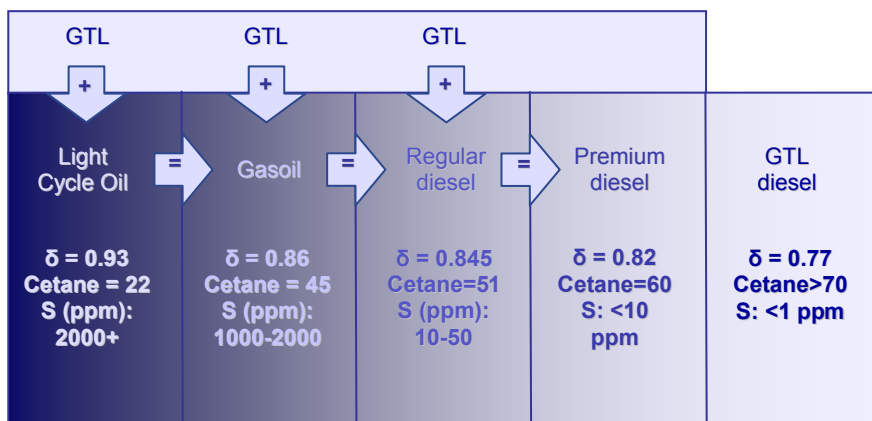 GTL
GTL
GTL
+
+
+
Light
Cycle Oil
=
Gasoil
=
Regular
diesel
=
Premium
diesel
GTL
diesel
δ = 0.93
Cetane = 22
S (ppm):
2000+
δ = 0.86
Cetane = 45
S (ppm):
1000-2000
δ = 0.845
Cetane=51
S (ppm):
10-50
δ = 0.82
Cetane=60
S: <10
ppm
δ = 0.77
Cetane>70
S: <1 ppm